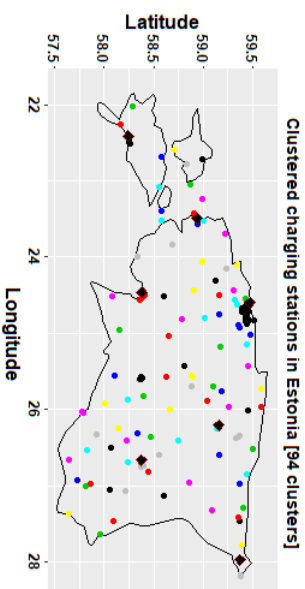 Clustered charging stations in Estonia [94 clusters]
Latitude
57.5 58.0 58.5 59.0 59.5
22
24
26
28
Longitude